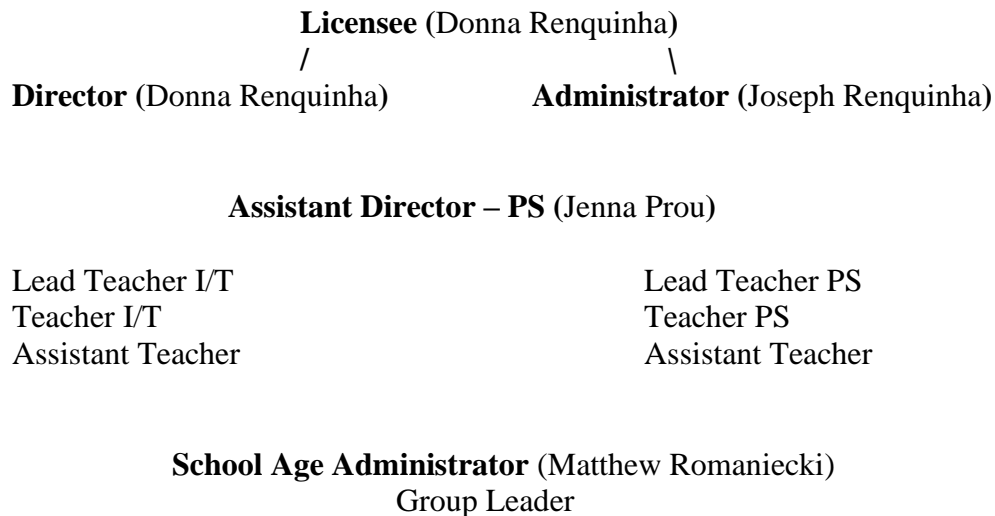 Licensee (Donna Renquinha)
/ \
Director (Donna Renquinha) Administrator (Joseph Renquinha)
Assistant Director – PS (Jenna Prou)
Lead Teacher I/T Lead Teacher PS
Teacher I/T Teacher PS
Assistant Teacher Assistant Teacher
School Age Administrator (Matthew Romaniecki)
Group Leader